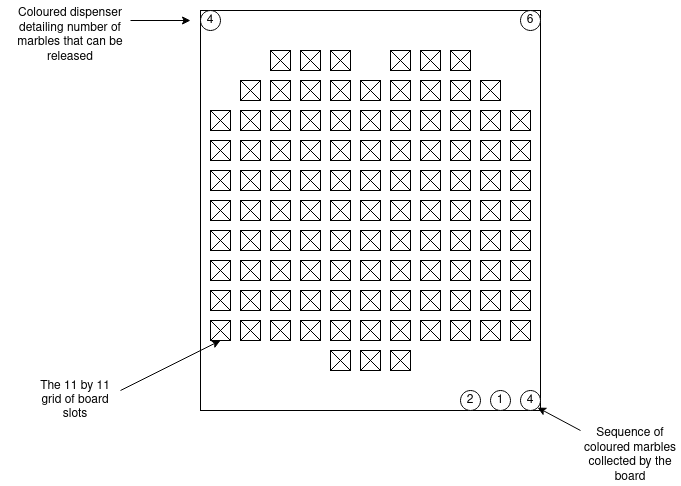 Coloured dispenser
detailing number of
marbles that can be
released
4
6
The 11 by 11
grid of board
slots
2 1 4
Sequence of
coloured marbles
collected by the
board